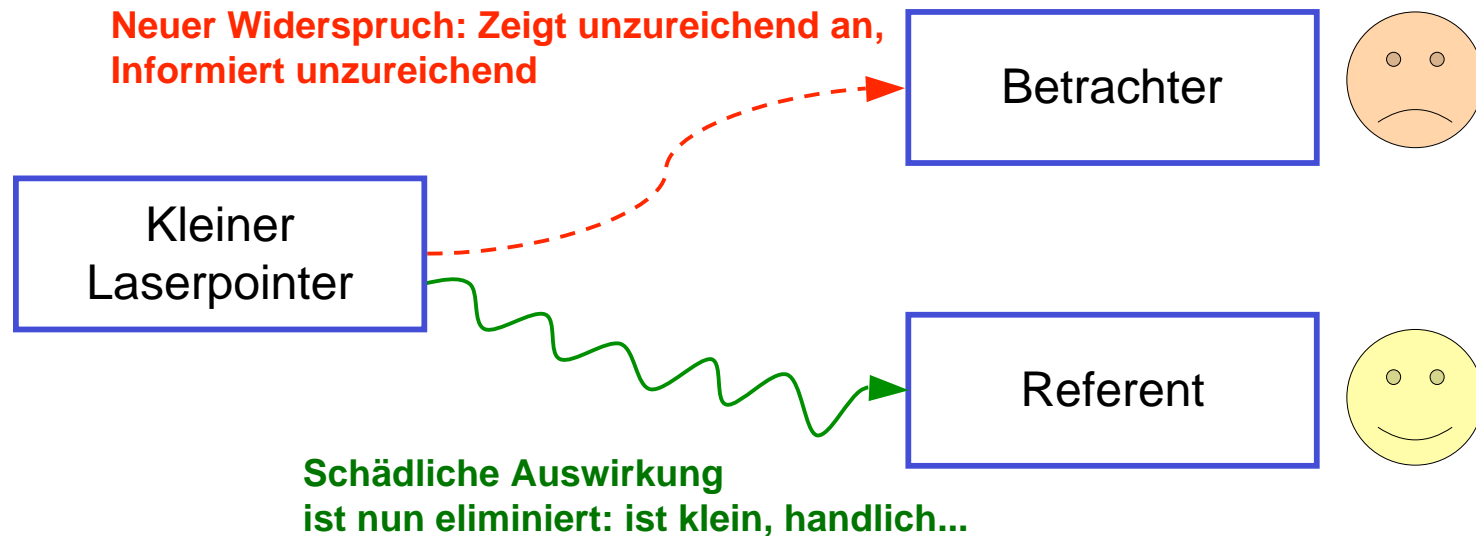 Neuer Widerspruch: Zeigt unzureichend an,
Informiert unzureichend
Betrachter
Kleiner
Laserpointer
Referent
Schädliche Auswirkung
ist nun eliminiert: ist klein, handlich...